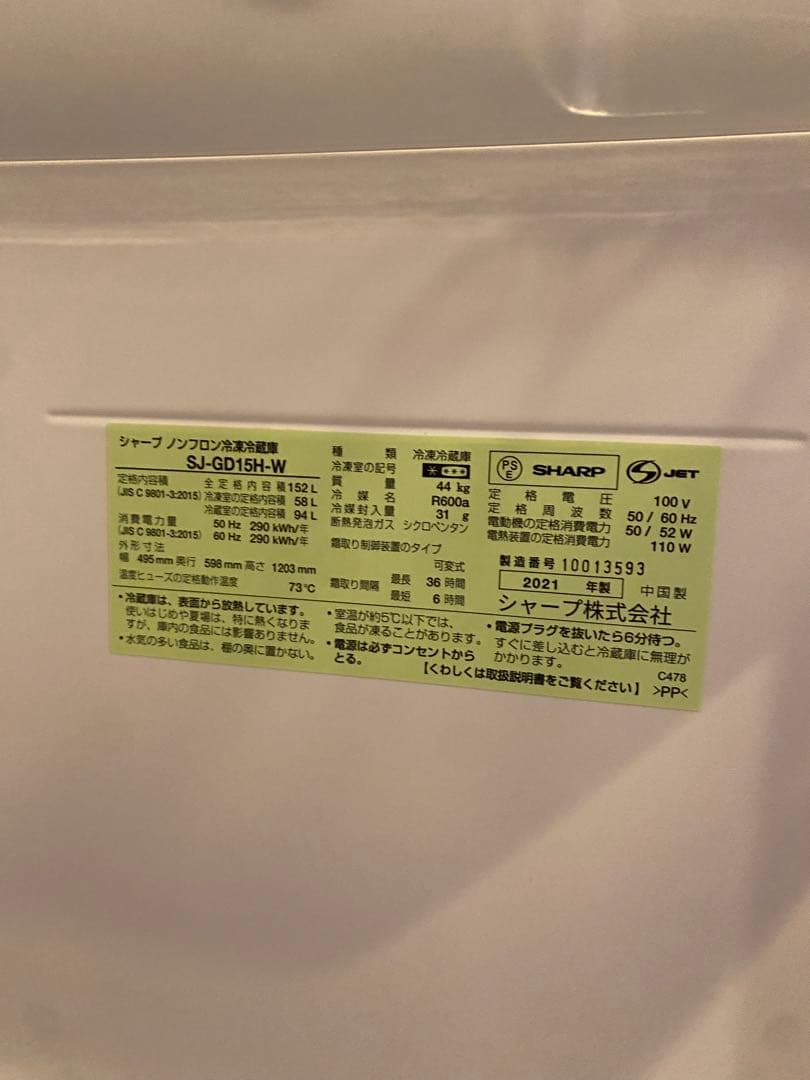 シャープ ノンフロン冷凍冷蔵庫
SJ-GD15H-W
定格内容積 全定格内容積 152 L
(JIS C 9801-3:2015) 冷凍室の定格内容積 58 L
冷蔵室の定格内容積 94 L
消費電力量 50 Hz 290 kWh/年
(JIS C 9801-3:2015) 60 Hz 290 kWh/年
外形寸法
幅 495 mm 奥行 598 mm 高さ 1203 mm
温度ヒューズの定格動作温度 73℃
種類 冷凍冷蔵庫
冷凍室の記号
質量 44 kg
冷媒名 R600a
冷媒封入量 31 g
断熱発泡ガス シクロペンタン
霜取り制御装置のタイプ
可変式
霜取り間隔 最長 36 時間
最短 6 時間
PSE SHARP JET
定格電圧 100 V
定格周波数 50 / 60 Hz
電動機の定格消費電力 50 / 52 W
電熱装置の定格消費電力 110 W
製造番号 10013593
2021 年製 中国製
シャープ株式会社
・冷蔵庫は、表面から放熱しています。
使いはじめや夏場は、特に熱くなりま
すが、庫内の食品には影響ありません。
・水気の多い食品は、棚の奥に置かない。
・室温が約5℃以下では、
食品が凍ることがあります。
・電源は必ずコンセントから
とる。
・電源プラグを抜いたら6分待つ。
すぐに差し込むと冷蔵庫に無理が
かかります。
【くわしくは取扱説明書をご覧ください】
C478
>PP<